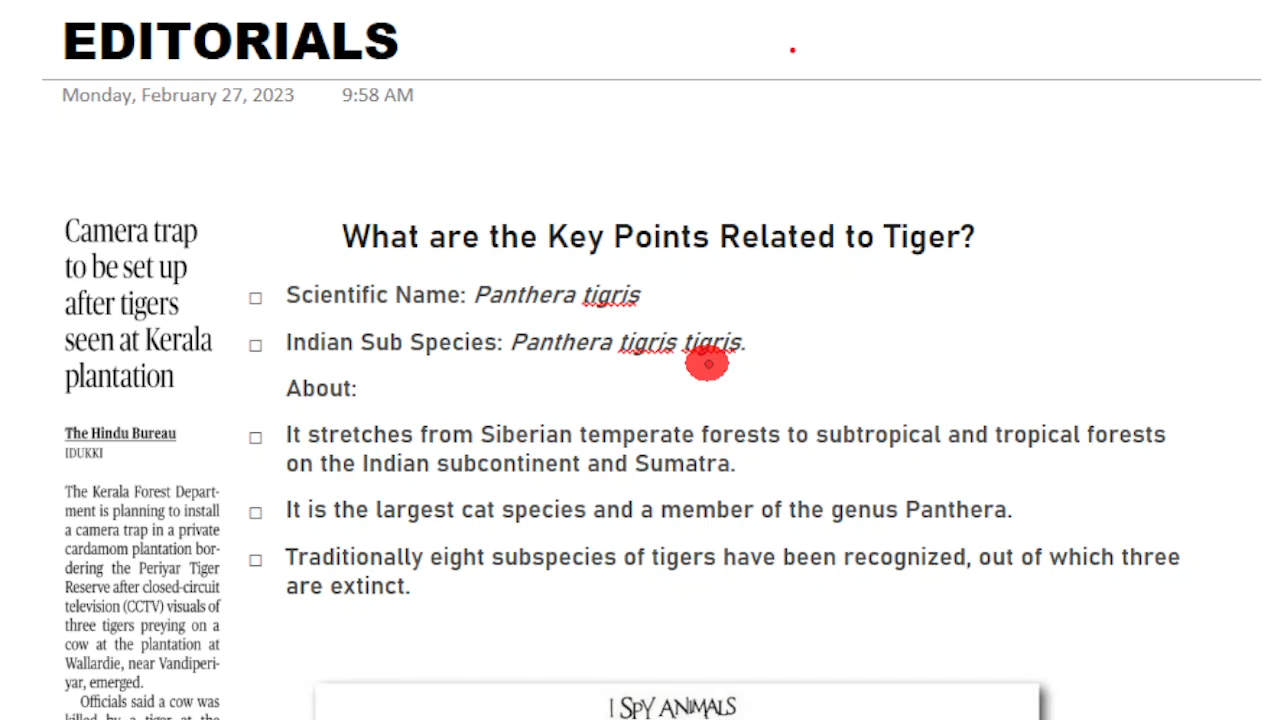 EDITORIALS
Monday, February 27, 2023 9:58 AM
Camera trap
to be set up
after tigers
seen at Kerala
plantation
The Hindu Bureau
IDUKKI
The Kerala Forest Depart-
ment is planning to install
a camera trap in a private
cardamom plantation bor-
dering the Periyar Tiger
Reserve after closed-circuit
television (CCTV) visuals of
three tigers preying on a
cow at the plantation at
Wallardie, near Vandiperi-
yar, emerged.
Officials said a cow was
killed by a tiger at the
What are the Key Points Related to Tiger?
□ Scientific Name: Panthera tigris
□ Indian Sub Species: Panthera tigris tigris.
About:
□ It stretches from Siberian temperate forests to subtropical and tropical forests
on the Indian subcontinent and Sumatra.
□ It is the largest cat species and a member of the genus Panthera.
□ Traditionally eight subspecies of tigers have been recognized, out of which three
are extinct.
I SPY ANIMALS